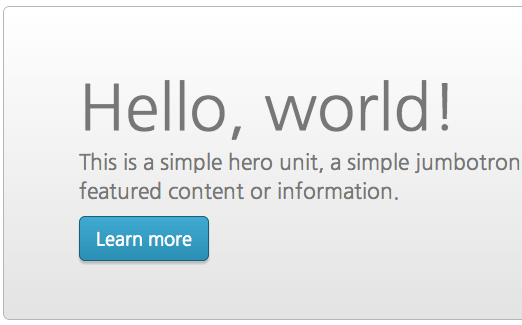 Hello, world!
This is a simple hero unit, a simple jumbotron
featured content or information.
Learn more